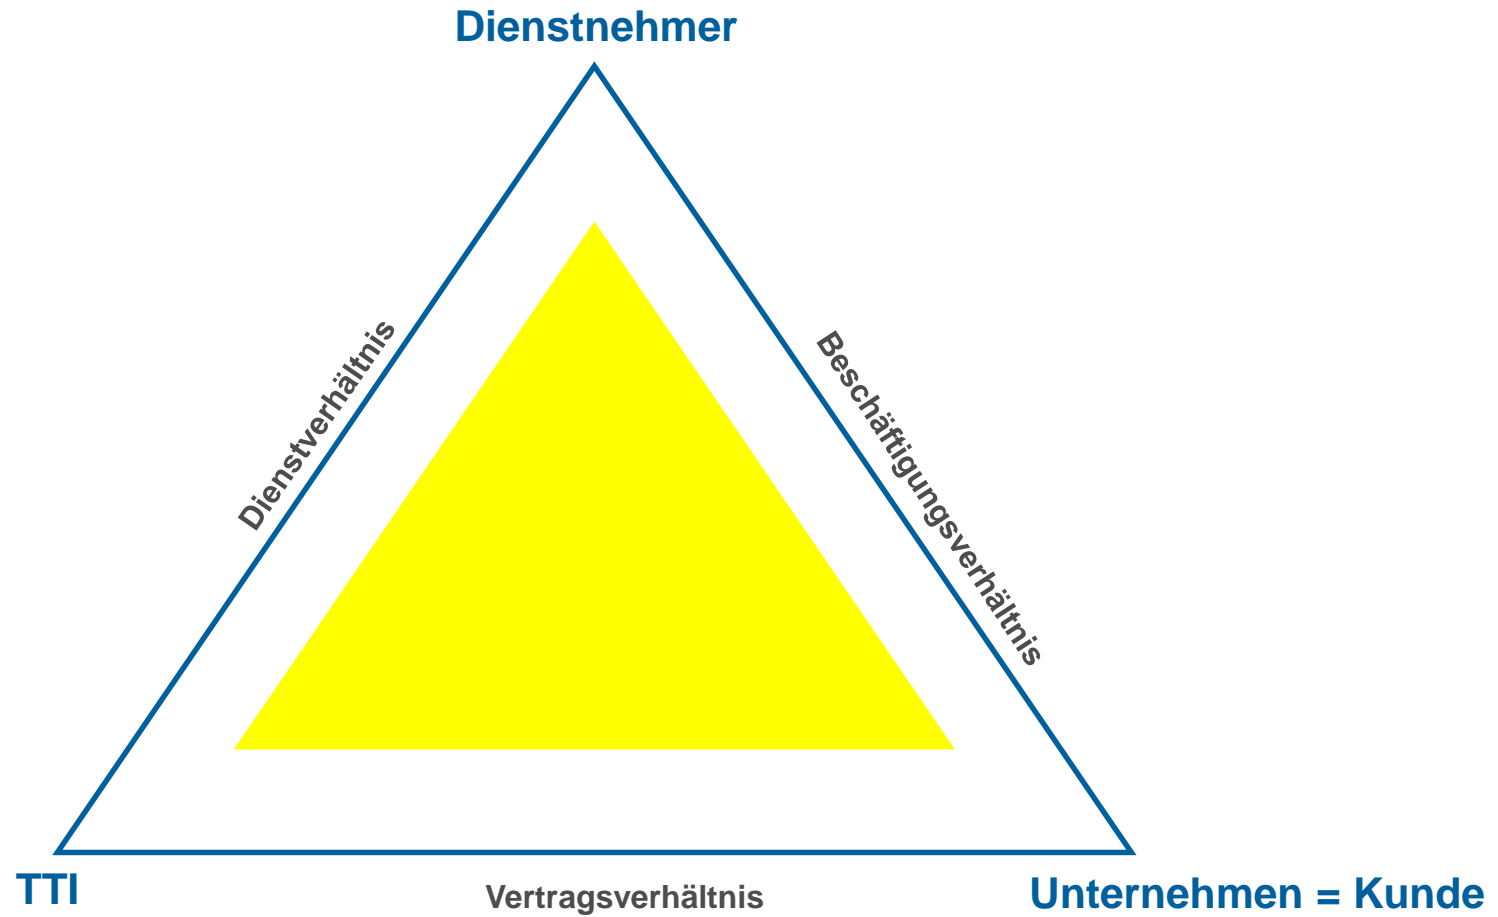 Dienstnehmer
Dienstverhältnis
Beschäftigungsverhältnis
TTI
Vertragsverhältnis
Unternehmen = Kunde